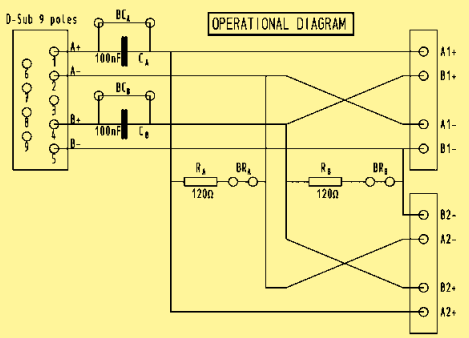 D-Sub 9 poles
BCA
OPERATIONAL DIAGRAM
A+
1
100nF
CA
A1+
6
A-
2
B1+
7
BCB
3
8
B+
4
100nF
CB
A1-
9
B-
5
B1-
RA
BRA
RB
BRB
120Ω
120Ω
B2-
A2-
B2+
A2+